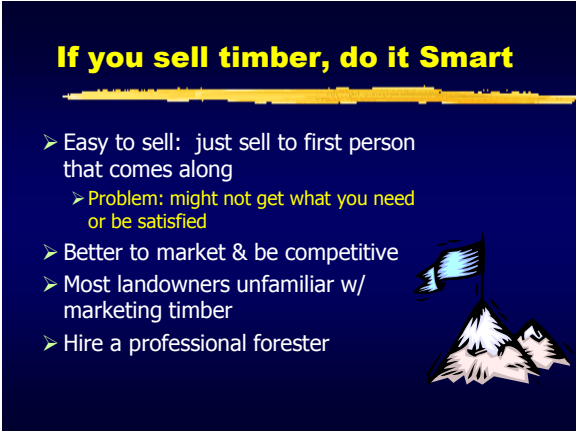 If you sell timber, do it Smart
Easy to sell: just sell to first person
that comes along
Problem: might not get what you need
or be satisfied
Better to market & be competitive
Most landowners unfamiliar w/
marketing timber
Hire a professional forester